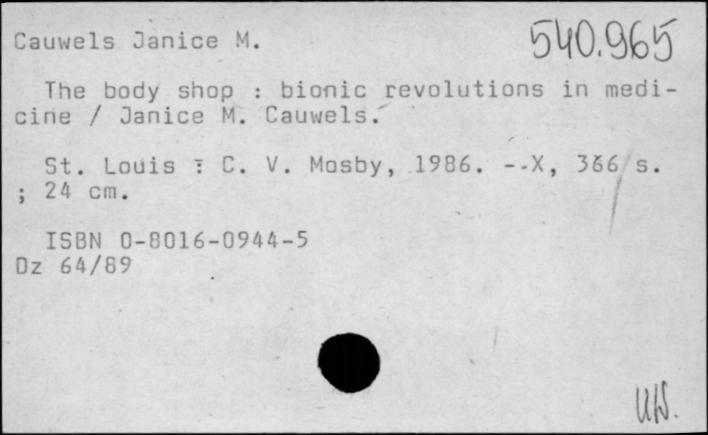 540.965
Cauwels Janice M.
The body shop : bionic revolutions in medi-
cine / Janice M. Cauwels.
St. Louis : C. V. Mosby, 1986. --X, 366 s.
; 24 cm.
ISBN 0-8016-0944-5
Dz 64/89